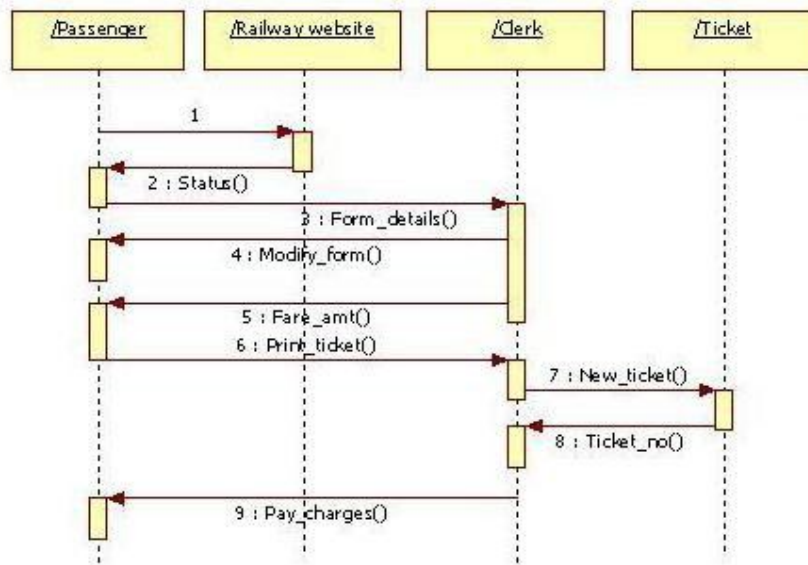 /Passenger
/Railway website
/Clerk
/Ticket
1
2 : Status()
3 : Form_details()
4 : Modify_form()
5 : Fare_amt()
6 : Print_ticket()
7 : New_ticket()
8 : Ticket_no()
9 : Pay_charges()